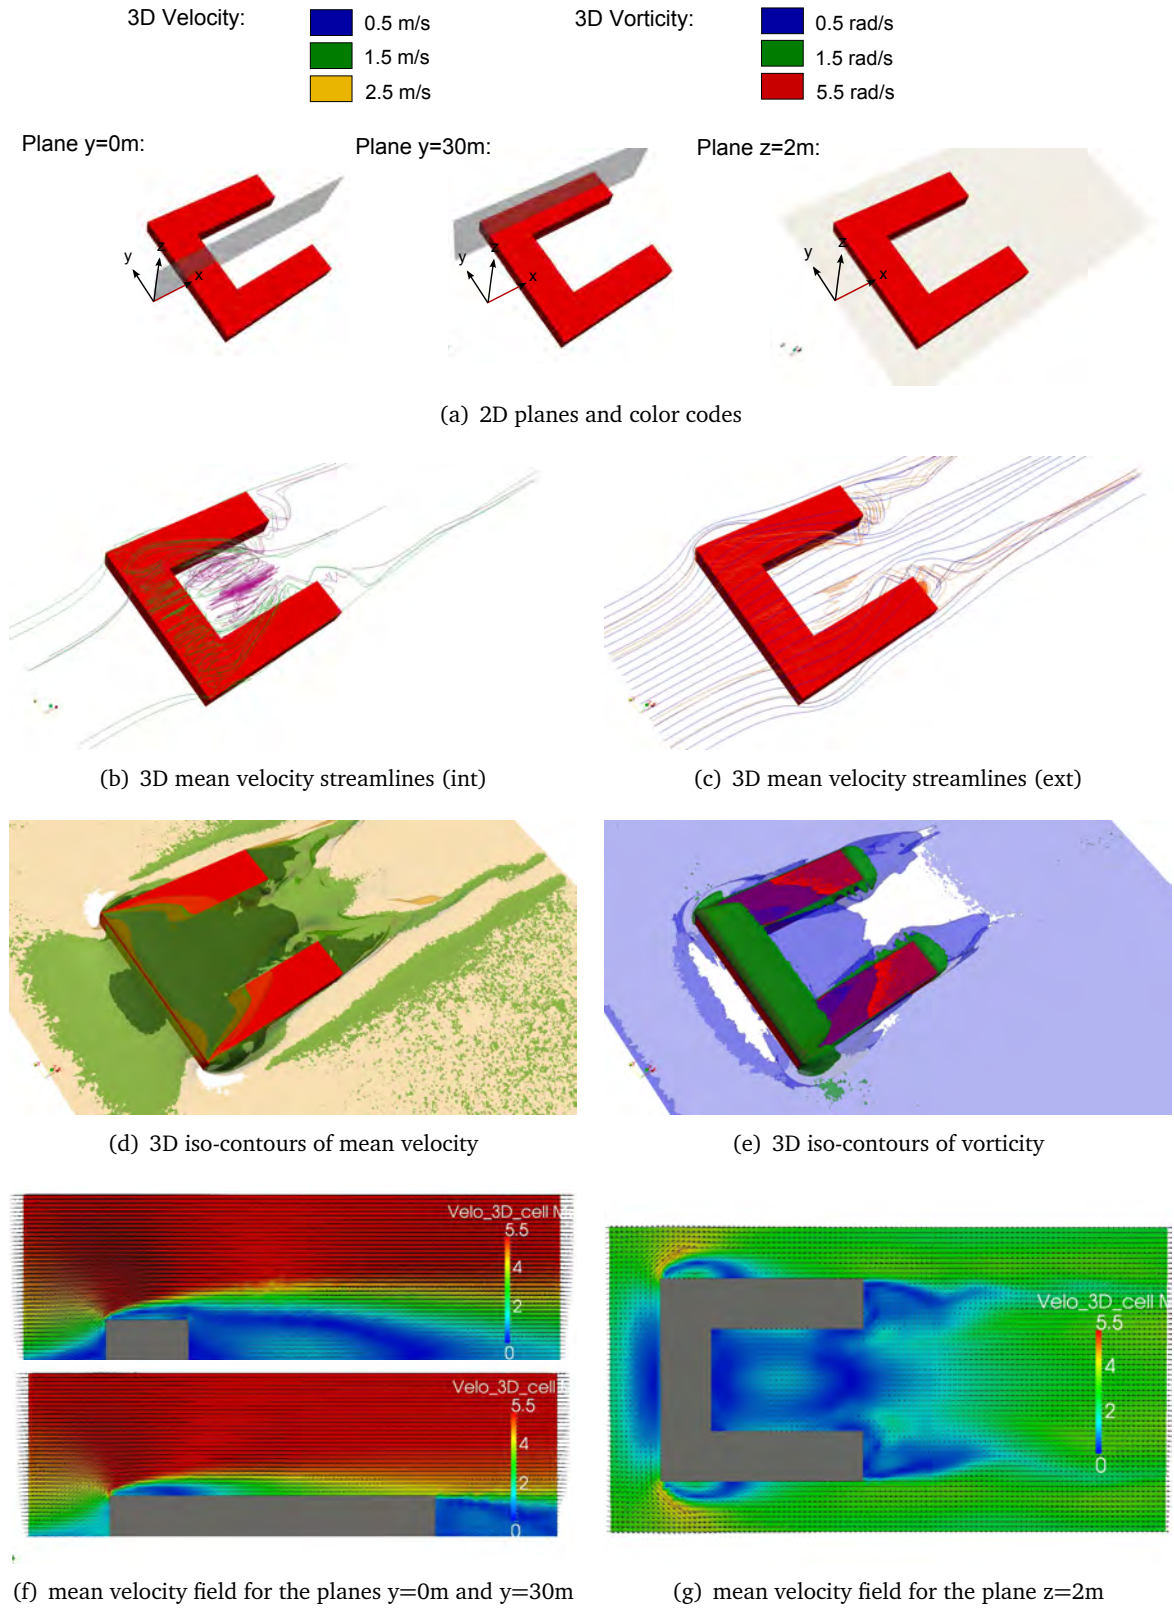 3D Velocity:
3D Vorticity:
0.5 m/s
0.5 rad/s
1.5 m/s
1.5 rad/s
2.5 m/s
5.5 rad/s
Plane y=0m:
Plane y=30m:
Plane z=2m:
y
z
x
y
z
x
y
z
x
(a) 2D planes and color codes
(b) 3D mean velocity streamlines (int)
(c) 3D mean velocity streamlines (ext)
(d) 3D iso-contours of mean velocity
(e) 3D iso-contours of vorticity
Velo_3D_cell M
5.5
4
2
0
Velo_3D_cell
5.5
4
2
0
Velo_3D_cell M
5.5
4
2
0
(f) mean velocity field for the planes y=0m and y=30m
(g) mean velocity field for the plane z=2m